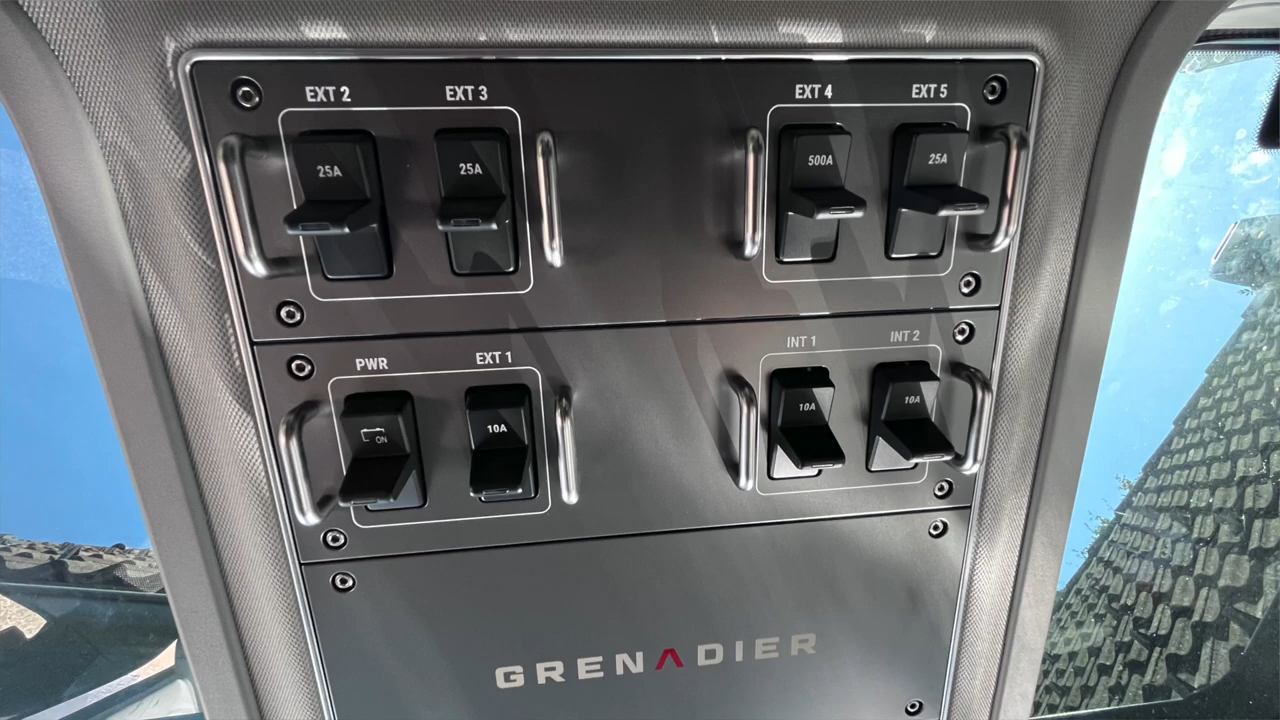 EXT 2 EXT 3 EXT 4 EXT 5
25A 25A 500A 25A
PWR EXT 1 INT 1 INT 2
ON 10A 10A 10A
GRENADIER